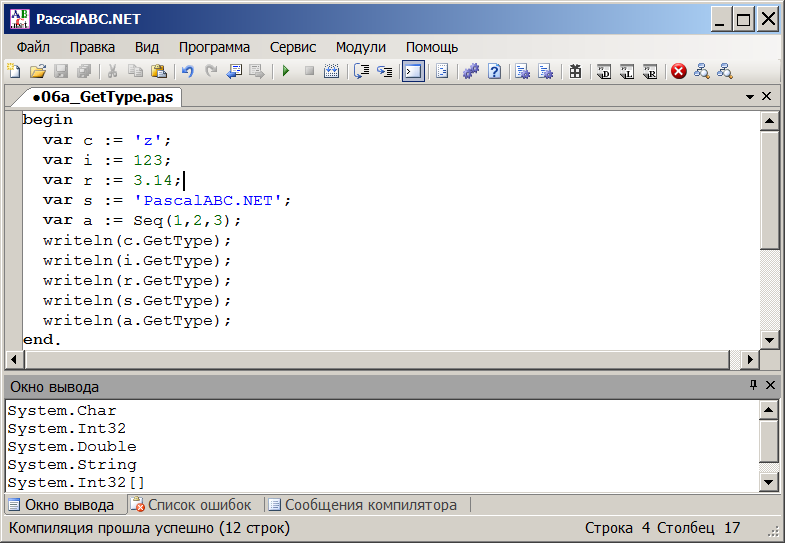 PascalABC.NET
Файл Правка Вид Программа Сервис Модули Помощь
•06a_GetType.pas
begin
  var c := 'z';
  var i := 123;
  var r := 3.14;
  var s := 'PascalABC.NET';
  var a := Seq(1,2,3);
  writeln(c.GetType);
  writeln(i.GetType);
  writeln(r.GetType);
  writeln(s.GetType);
  writeln(a.GetType);
end.
Окно вывода
System.Char
System.Int32
System.Double
System.String
System.Int32[]
Окно вывода Список ошибок Сообщения компилятора
Компиляция прошла успешно (12 строк) Строка 4 Столбец 17